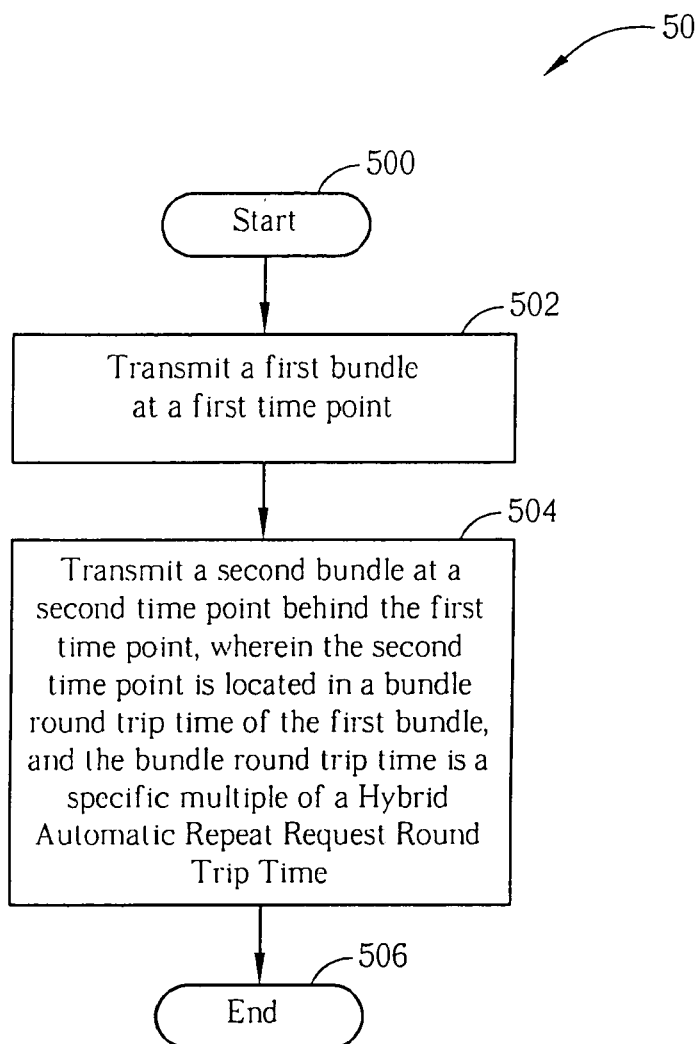 50
500
Start
502
Transmit a first bundle
at a first time point
504
Transmit a second bundle at a
second time point behind the first
time point, wherein the second
time point is located in a bundle
round trip time of the first bundle,
and the bundle round trip time is a
specific multiple of a Hybrid
Automatic Repeat Request Round
Trip Time
506
End